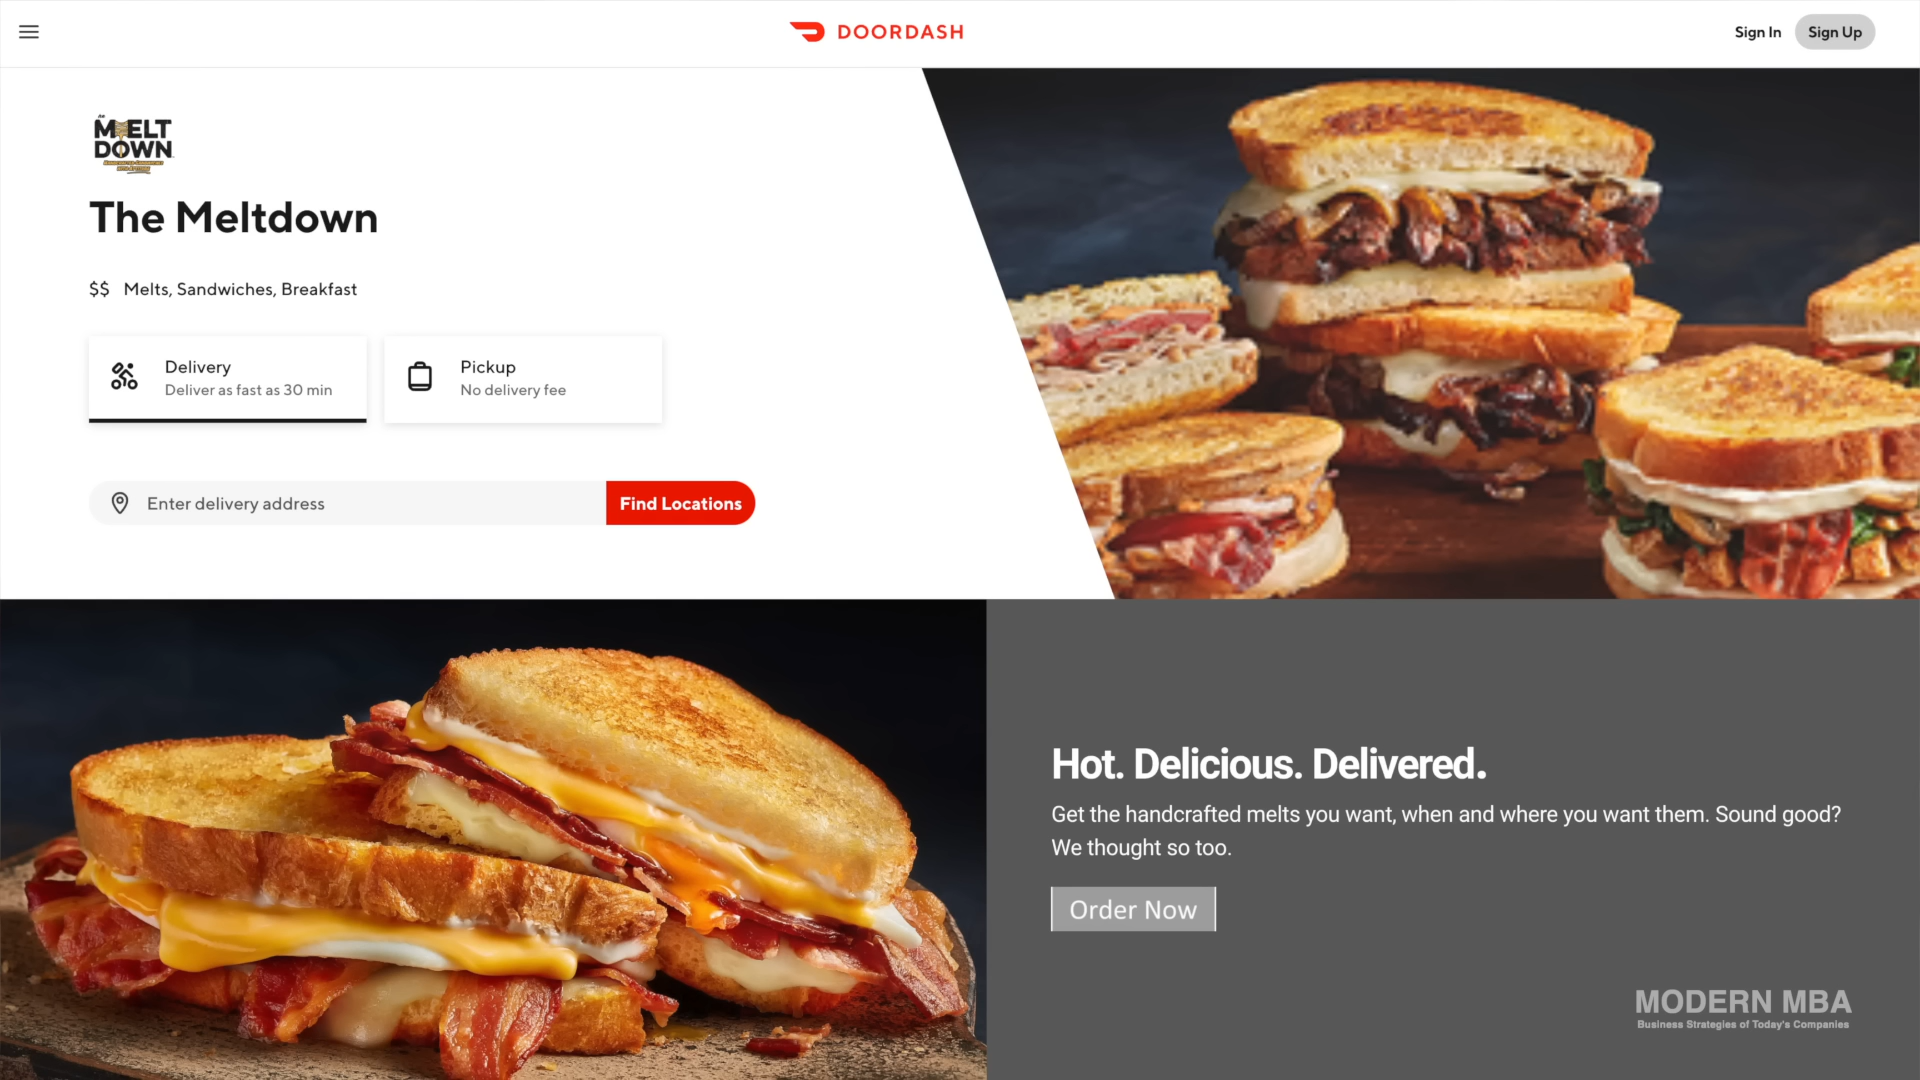 DOORDASH
Sign In
Sign Up
the
MELT
DOWN
The Meltdown
$$ Melts, Sandwiches, Breakfast
Delivery
Deliver as fast as 30 min
Pickup
No delivery fee
Enter delivery address
Find Locations
Hot. Delicious. Delivered.
Get the handcrafted melts you want, when and where you want them. Sound good?
We thought so too.
Order Now
MODERN MBA
Business Strategies of Today's Companies